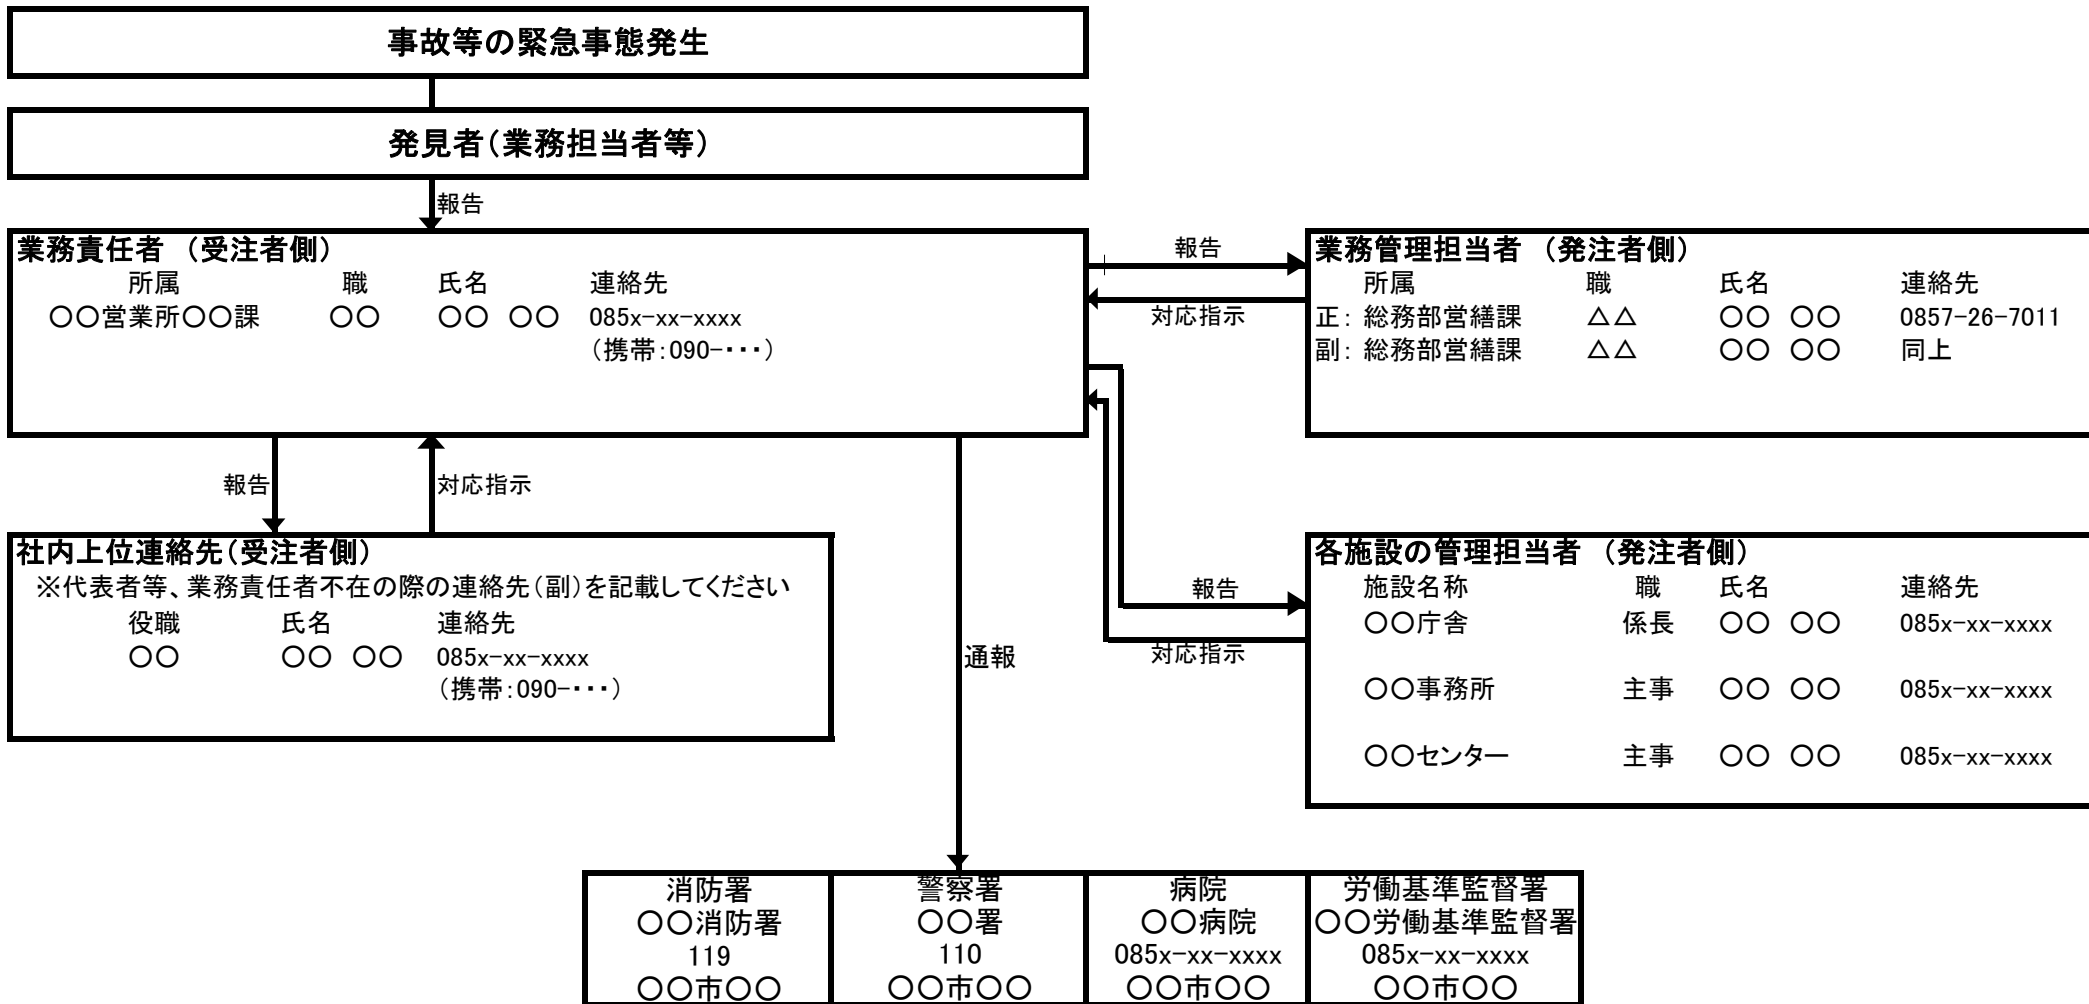 事故等の緊急事態発生
発見者（業務担当者等）
報告
業務責任者 （受注者側）
所属 職 氏名 連絡先
〇〇営業所〇〇課 〇〇 〇〇 〇〇 085x-xx-xxxx
（携帯：090-･･･）
報告
対応指示
業務管理担当者 （発注者側）
所属 職 氏名 連絡先
正： 総務部営繕課 △△ 〇〇 〇〇 0857-26-7011
副： 総務部営繕課 △△ 〇〇 〇〇 同上
報告
対応指示
社内上位連絡先（受注者側）
※代表者等、業務責任者不在の際の連絡先（副）を記載してください
役職 氏名 連絡先
〇〇 〇〇 〇〇 085x-xx-xxxx
（携帯：090-･･･）
通報
報告
対応指示
各施設の管理担当者 （発注者側）
施設名称 職 氏名 連絡先
〇〇庁舎 係長 〇〇 〇〇 085x-xx-xxxx
〇〇事務所 主事 〇〇 〇〇 085x-xx-xxxx
〇〇センター 主事 〇〇 〇〇 085x-xx-xxxx
消防署 警察署 病院 労働基準監督署
〇〇消防署 〇〇署 〇〇病院 〇〇労働基準監督署
119 110 085x-xx-xxxx 085x-xx-xxxx
〇〇市〇〇 〇〇市〇〇 〇〇市〇〇 〇〇市〇〇